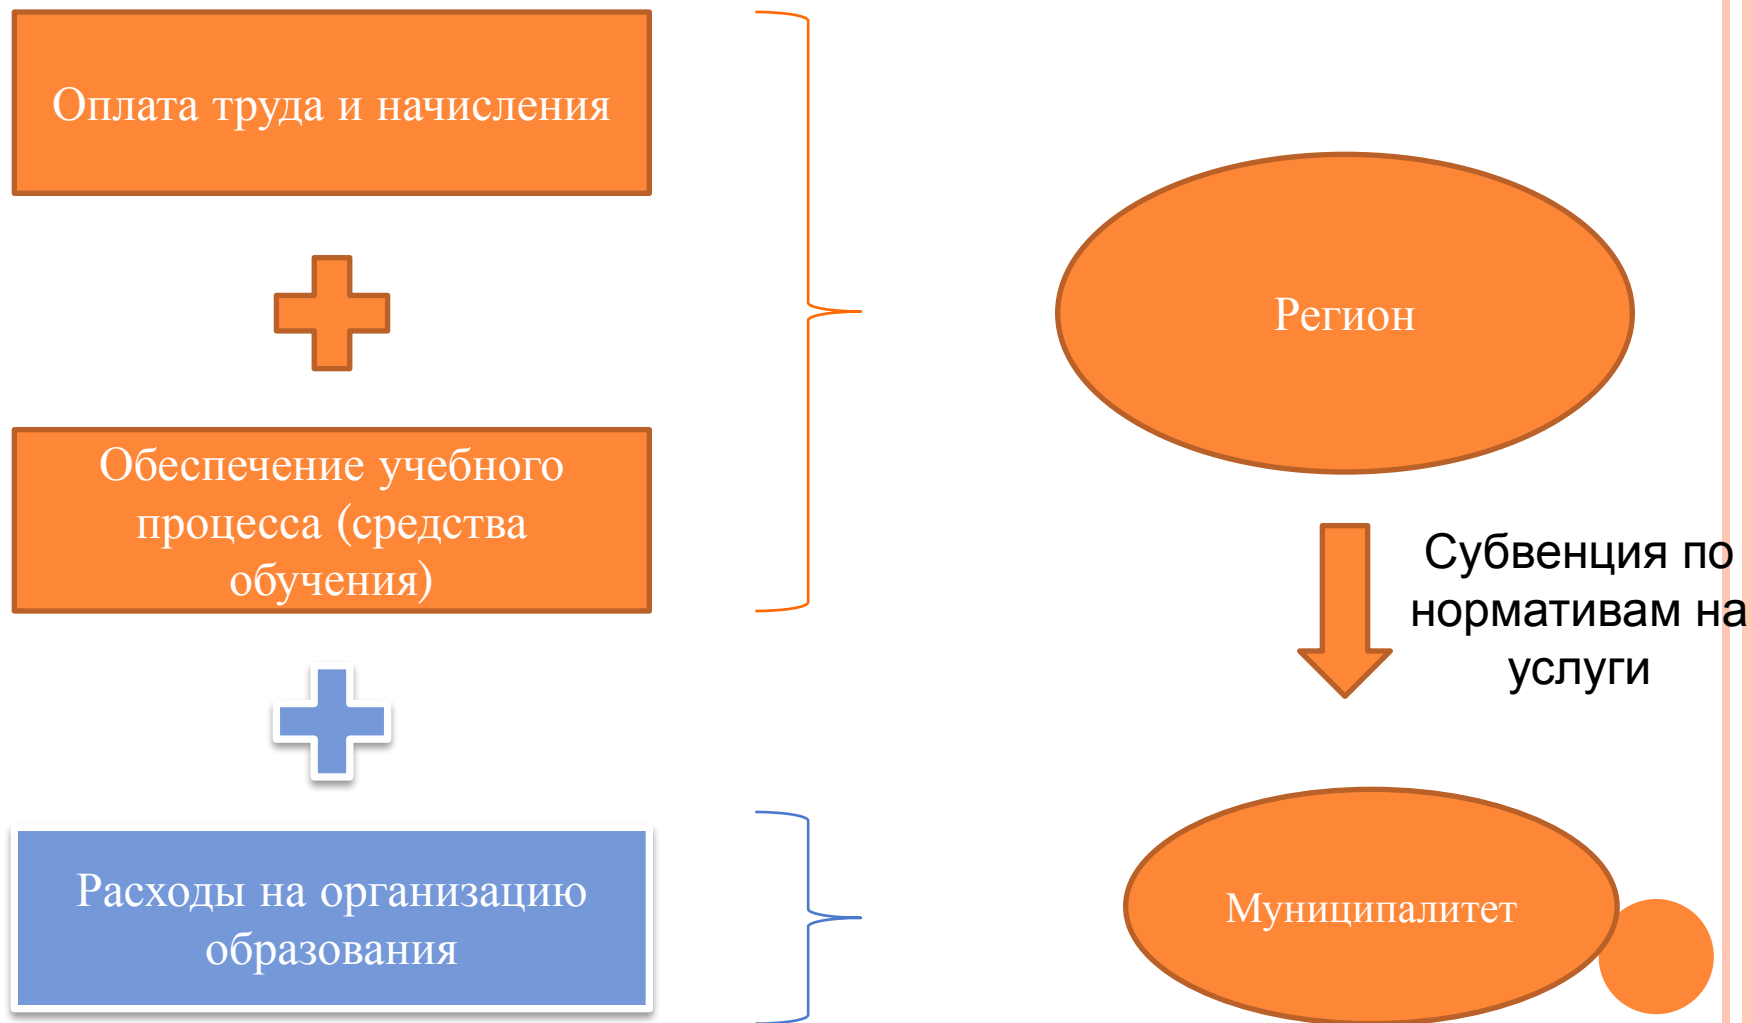 Оплата труда и начисления
Обеспечение учебного
процесса (средства
обучения)
Расходы на организацию
образования
Регион
Субвенция по
нормативам на
услуги
Муниципалитет